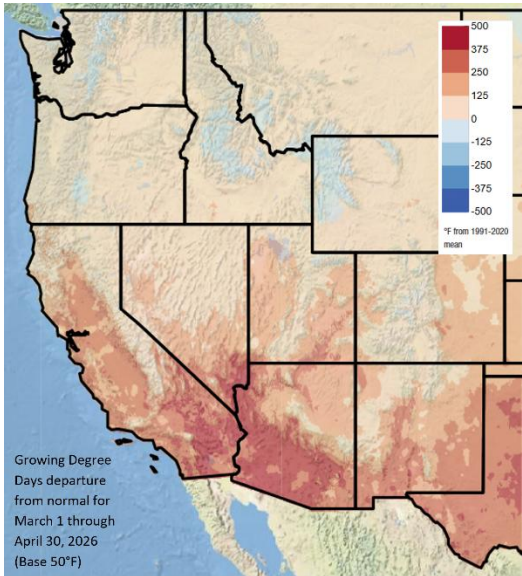 500
375
250
125
0
-125
-250
-375
-500
°F from 1991-2020
mean
Growing Degree
Days departure
from normal for
March 1 through
April 30, 2026
(Base 50°F)